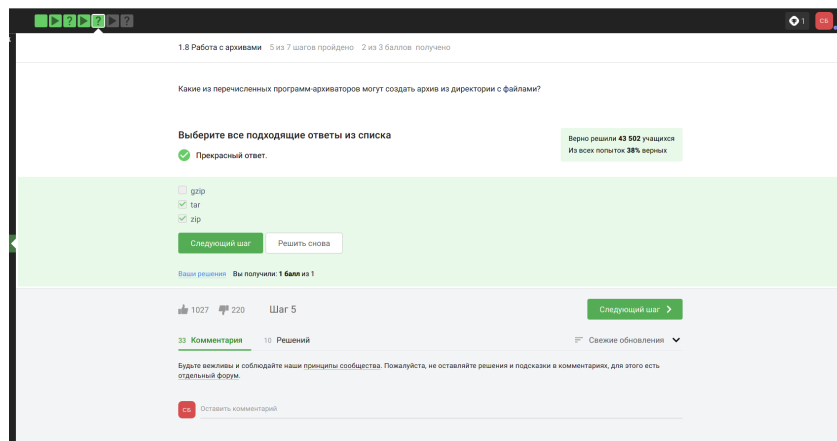 1
СБ
1.8 Работа с архивами 5 из 7 шагов пройдено 2 из 3 баллов получено
Какие из перечисленных программ-архиваторов могут создать архив из директории с файлами?
Выберите все подходящие ответы из списка
Прекрасный ответ.
Верно решили 43 502 учащихся
Из всех попыток 38% верных
gzip
tar
zip
Следующий шаг Решить снова
Ваши решения Вы получили: 1 балл из 1
1027 220 Шаг 5 Следующий шаг
33 Комментария 10 Решений Свежие обновления
Будьте вежливы и соблюдайте наши принципы сообщества. Пожалуйста, не оставляйте решения и подсказки в комментариях, для этого есть
отдельный форум.
СБ Оставить комментарий